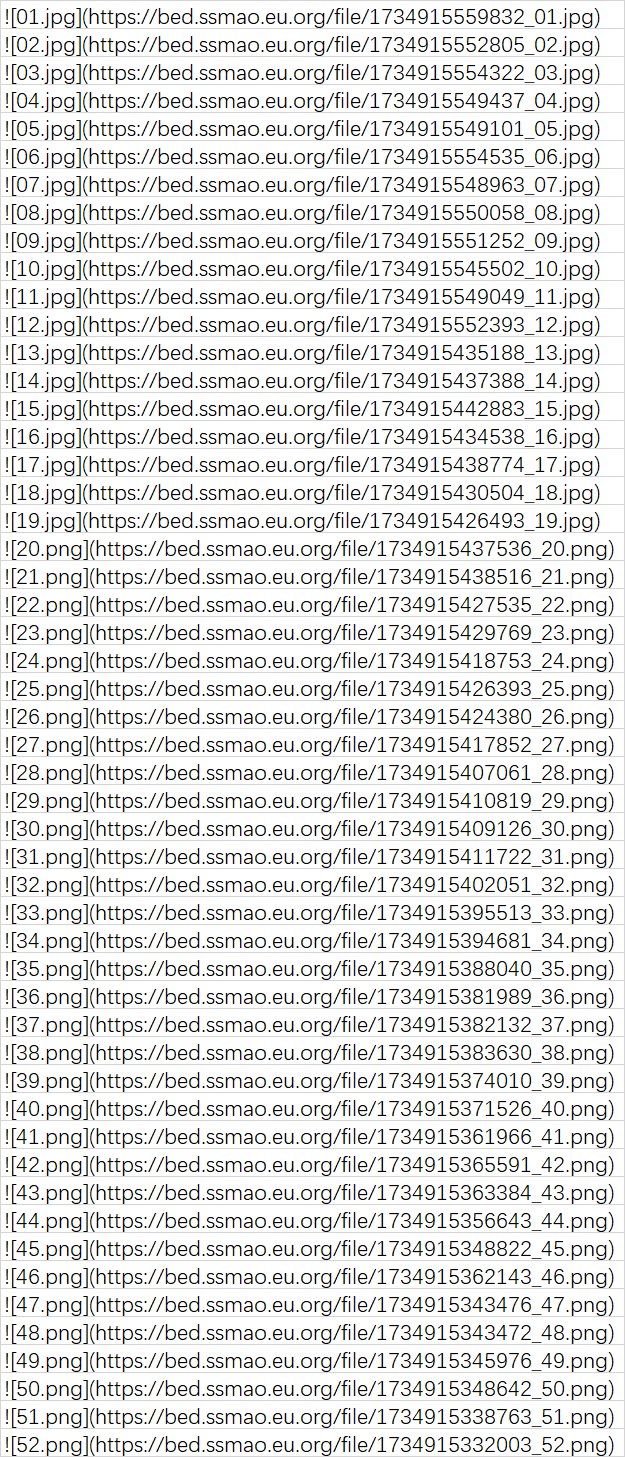 ![01.jpg](https://bed.ssmao.eu.org/file/1734915559832_01.jpg)
![02.jpg](https://bed.ssmao.eu.org/file/1734915552805_02.jpg)
![03.jpg](https://bed.ssmao.eu.org/file/1734915554322_03.jpg)
![04.jpg](https://bed.ssmao.eu.org/file/1734915549437_04.jpg)
![05.jpg](https://bed.ssmao.eu.org/file/1734915549101_05.jpg)
![06.jpg](https://bed.ssmao.eu.org/file/1734915554535_06.jpg)
![07.jpg](https://bed.ssmao.eu.org/file/1734915548963_07.jpg)
![08.jpg](https://bed.ssmao.eu.org/file/1734915550058_08.jpg)
![09.jpg](https://bed.ssmao.eu.org/file/1734915551252_09.jpg)
![10.jpg](https://bed.ssmao.eu.org/file/1734915545502_10.jpg)
![11.jpg](https://bed.ssmao.eu.org/file/1734915549049_11.jpg)
![12.jpg](https://bed.ssmao.eu.org/file/1734915552393_12.jpg)
![13.jpg](https://bed.ssmao.eu.org/file/1734915435188_13.jpg)
![14.jpg](https://bed.ssmao.eu.org/file/1734915437388_14.jpg)
![15.jpg](https://bed.ssmao.eu.org/file/1734915442883_15.jpg)
![16.jpg](https://bed.ssmao.eu.org/file/1734915434538_16.jpg)
![17.jpg](https://bed.ssmao.eu.org/file/1734915438774_17.jpg)
![18.jpg](https://bed.ssmao.eu.org/file/1734915430504_18.jpg)
![19.jpg](https://bed.ssmao.eu.org/file/1734915426493_19.jpg)
![20.png](https://bed.ssmao.eu.org/file/1734915437536_20.png)
![21.png](https://bed.ssmao.eu.org/file/1734915438516_21.png)
![22.png](https://bed.ssmao.eu.org/file/1734915427535_22.png)
![23.png](https://bed.ssmao.eu.org/file/1734915429769_23.png)
![24.png](https://bed.ssmao.eu.org/file/1734915418753_24.png)
![25.png](https://bed.ssmao.eu.org/file/1734915426393_25.png)
![26.png](https://bed.ssmao.eu.org/file/1734915424380_26.png)
![27.png](https://bed.ssmao.eu.org/file/1734915417852_27.png)
![28.png](https://bed.ssmao.eu.org/file/1734915407061_28.png)
![29.png](https://bed.ssmao.eu.org/file/1734915410819_29.png)
![30.png](https://bed.ssmao.eu.org/file/1734915409126_30.png)
![31.png](https://bed.ssmao.eu.org/file/1734915411722_31.png)
![32.png](https://bed.ssmao.eu.org/file/1734915402051_32.png)
![33.png](https://bed.ssmao.eu.org/file/1734915395513_33.png)
![34.png](https://bed.ssmao.eu.org/file/1734915394681_34.png)
![35.png](https://bed.ssmao.eu.org/file/1734915388040_35.png)
![36.png](https://bed.ssmao.eu.org/file/1734915381989_36.png)
![37.png](https://bed.ssmao.eu.org/file/1734915382132_37.png)
![38.png](https://bed.ssmao.eu.org/file/1734915383630_38.png)
![39.png](https://bed.ssmao.eu.org/file/1734915374010_39.png)
![40.png](https://bed.ssmao.eu.org/file/1734915371526_40.png)
![41.png](https://bed.ssmao.eu.org/file/1734915361966_41.png)
![42.png](https://bed.ssmao.eu.org/file/1734915365591_42.png)
![43.png](https://bed.ssmao.eu.org/file/1734915363384_43.png)
![44.png](https://bed.ssmao.eu.org/file/1734915356643_44.png)
![45.png](https://bed.ssmao.eu.org/file/1734915348822_45.png)
![46.png](https://bed.ssmao.eu.org/file/1734915362143_46.png)
![47.png](https://bed.ssmao.eu.org/file/1734915343476_47.png)
![48.png](https://bed.ssmao.eu.org/file/1734915343472_48.png)
![49.png](https://bed.ssmao.eu.org/file/1734915345976_49.png)
![50.png](https://bed.ssmao.eu.org/file/1734915348642_50.png)
![51.png](https://bed.ssmao.eu.org/file/1734915338763_51.png)
![52.png](https://bed.ssmao.eu.org/file/1734915332003_52.png)